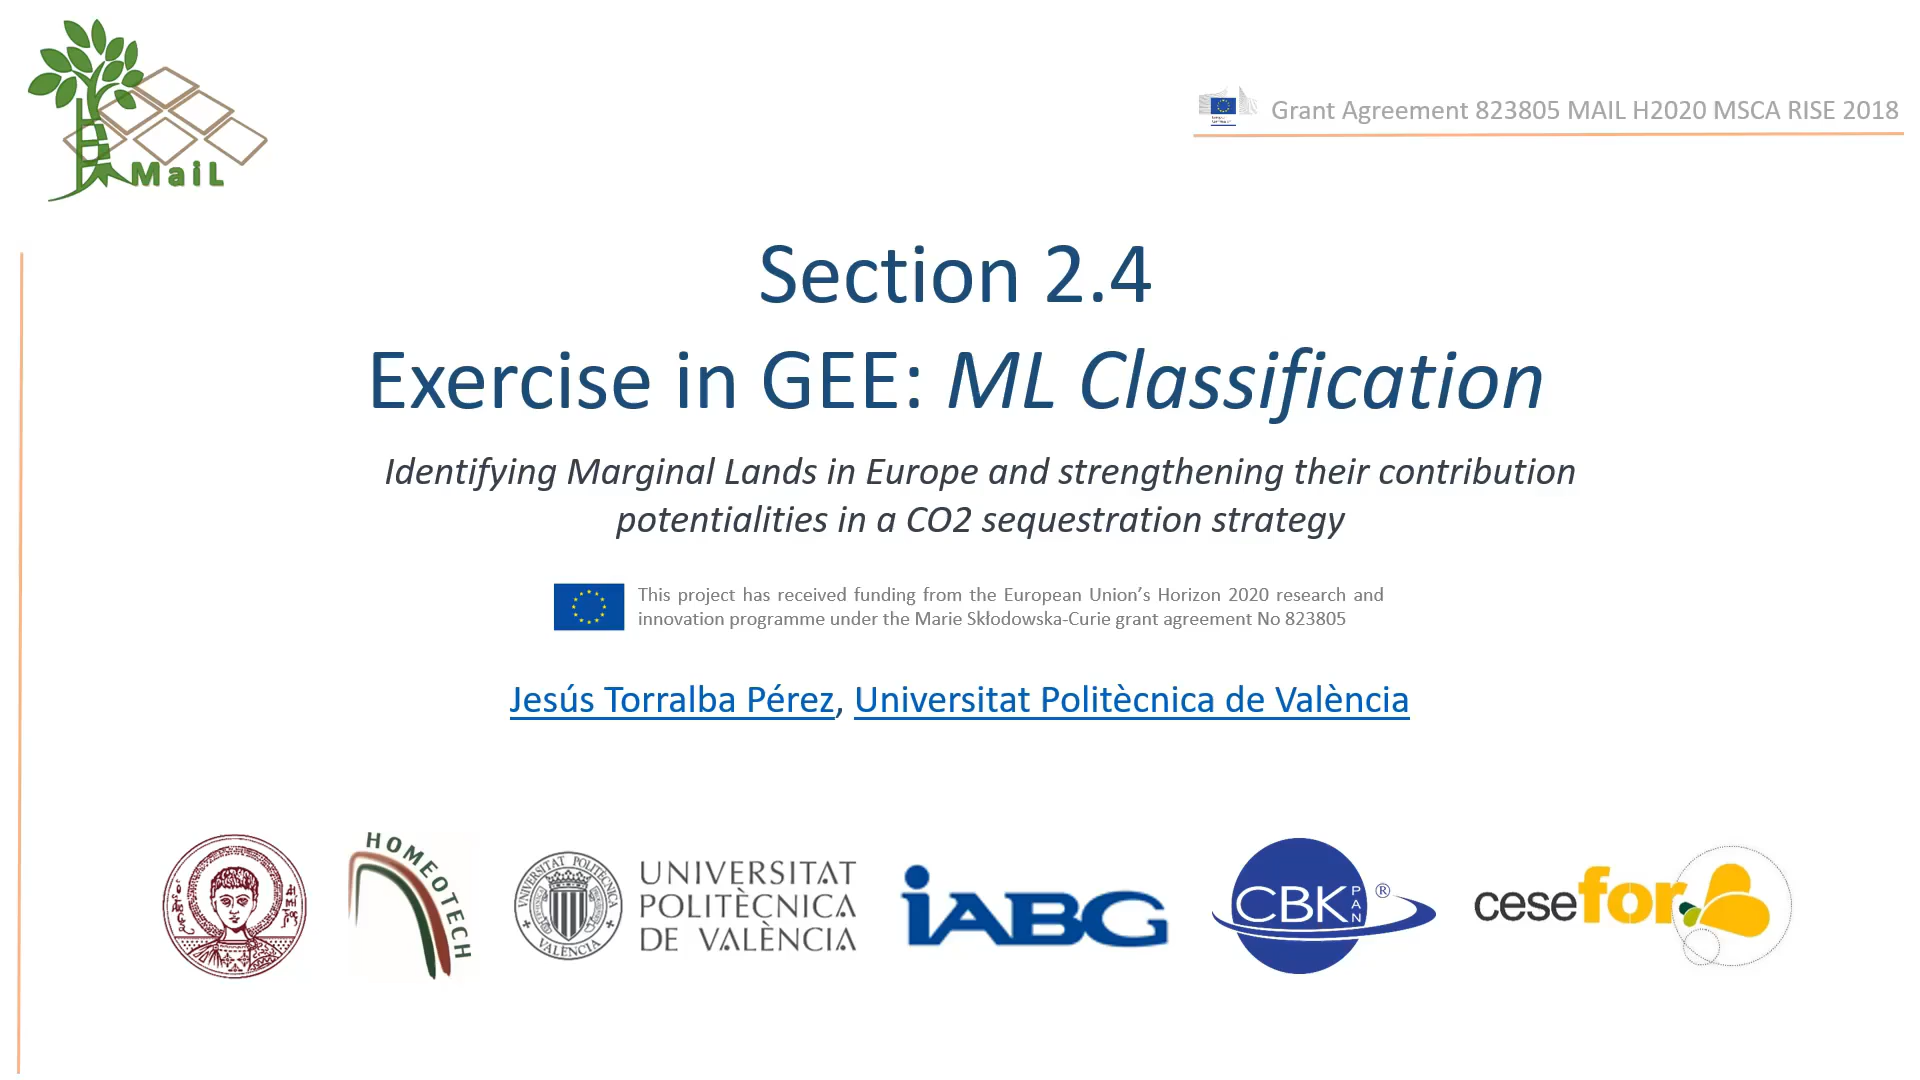 MaiL
Grant Agreement 823805 MAIL H2020 MSCA RISE 2018
Section 2.4
Exercise in GEE: ML Classification
Identifying Marginal Lands in Europe and strengthening their contribution
potentialities in a CO2 sequestration strategy
This project has received funding from the European Union’s Horizon 2020 research and
innovation programme under the Marie Skłodowska-Curie grant agreement No 823805
Jesús Torralba Pérez, Universitat Politècnica de València
HOMEOTECH
UNIVERSITAT POLITÈCNICA
VALÈNCIA
UNIVERSITAT
POLITÈCNICA
DE VALÈNCIA
iABG
CBK PAN ®
cesefor